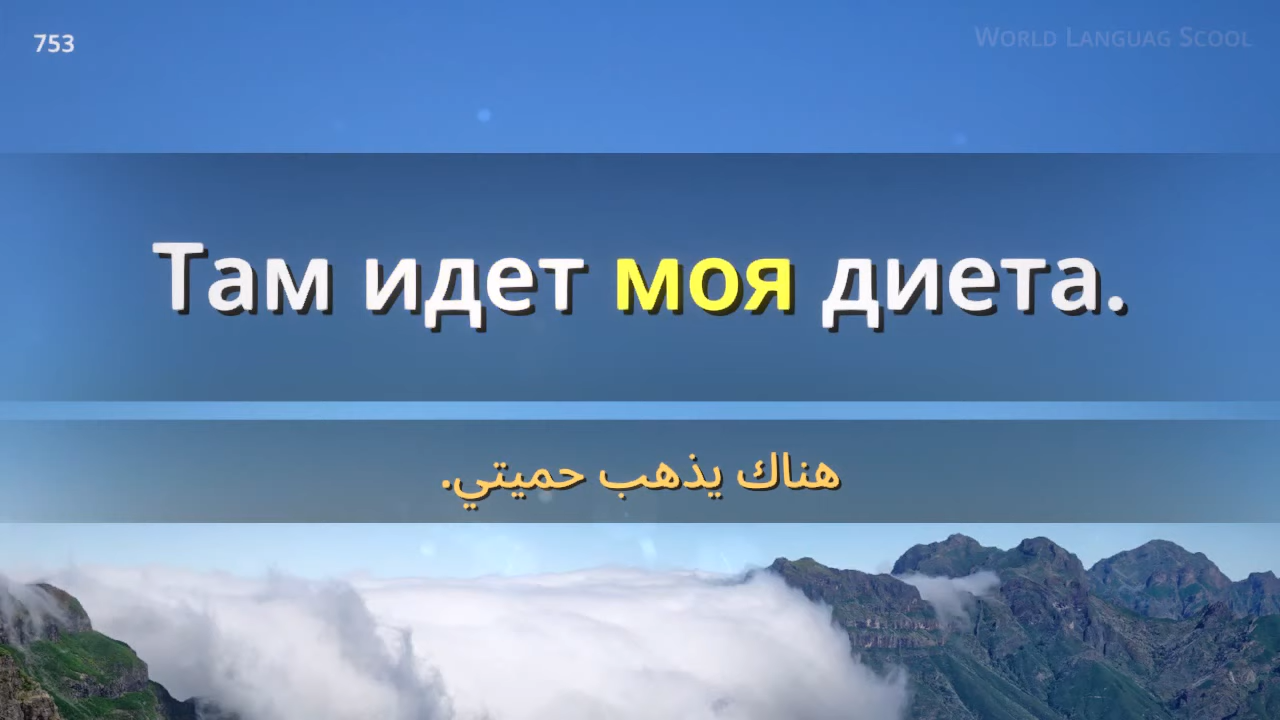 753
World Languag Scool
Там идет моя диета.
هناك يذهب حميتي.